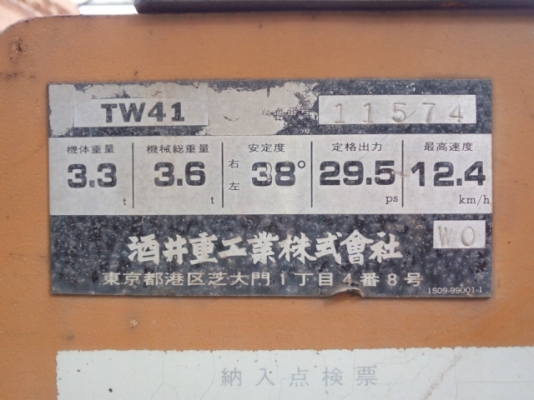 TW41 11574
機体重量 機械総重量 安定度 定格出力 最高速度
3.3 t 3.6 t 右 左 38° 29.5 ps 12.4 km/h
酒井重工業株式會社 WO
東京都港区芝大門1丁目4番8号
1S09-99001-1
納入点検票